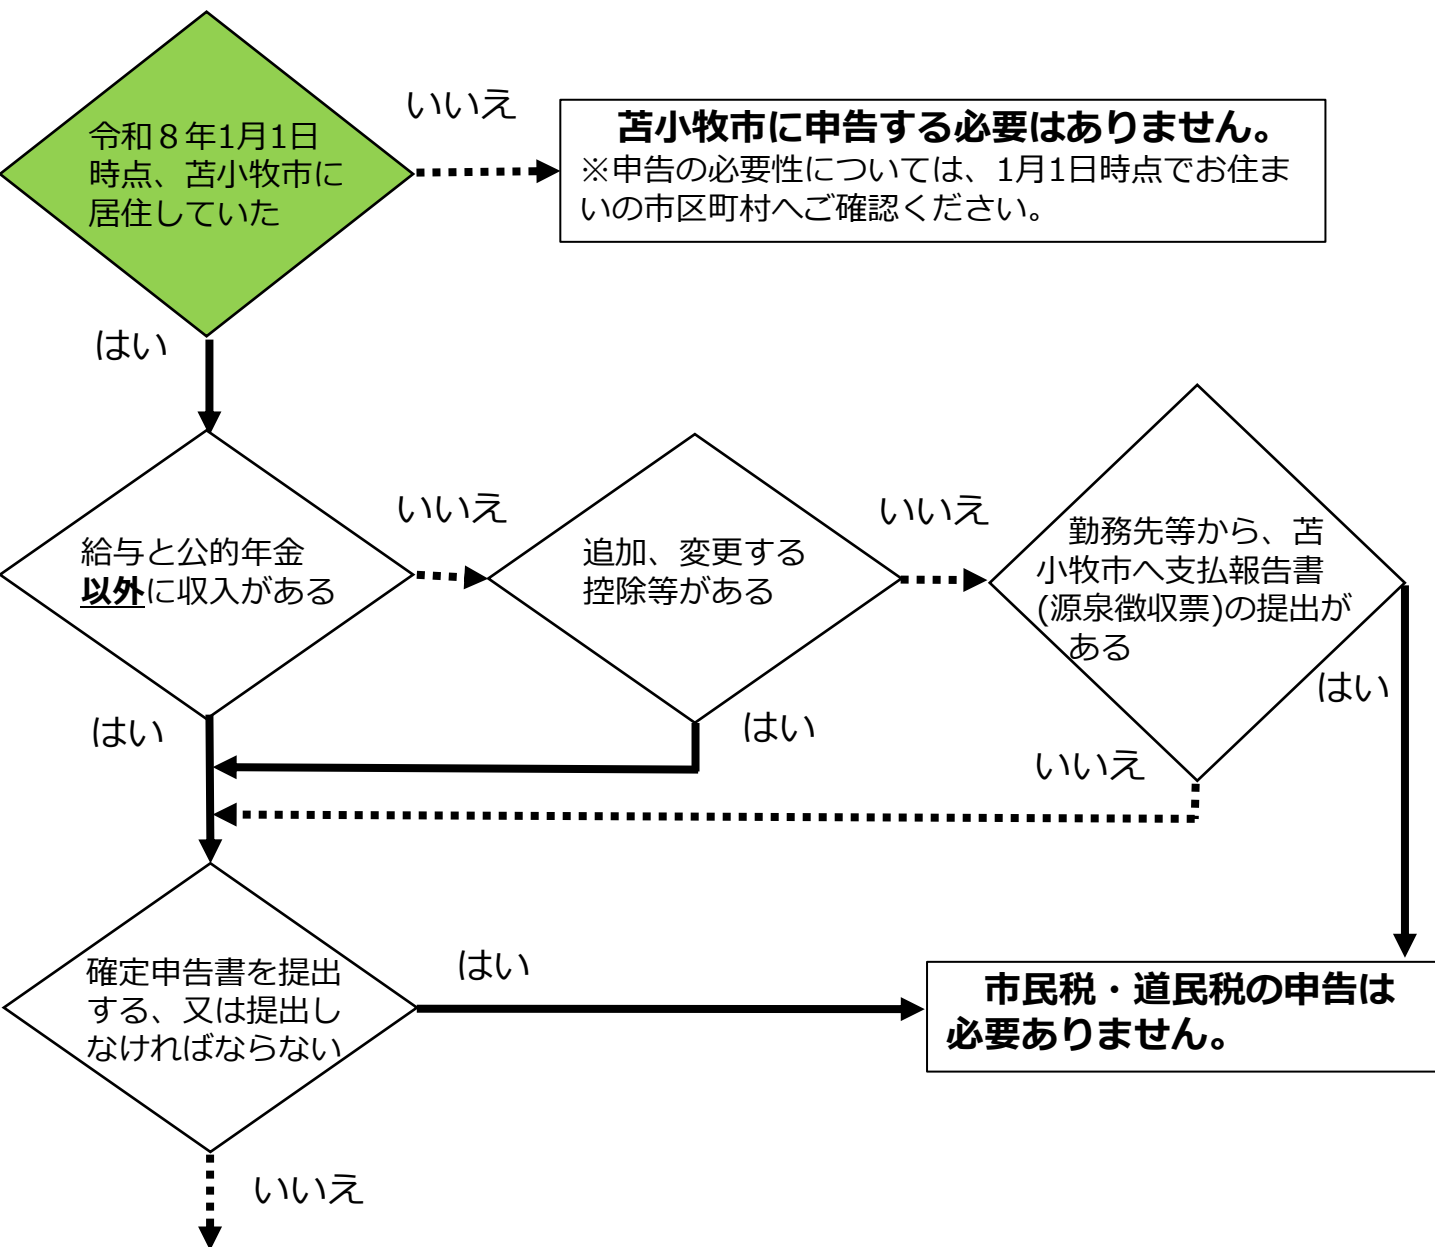 令和８年1月1日
時点、苫小牧市に
居住していた
いいえ
苫小牧市に申告する必要はありません。
※申告の必要性については、1月1日時点でお住ま
いの市区町村へご確認ください。
はい
給与と公的年金
以外に収入がある
いいえ
追加、変更する
控除等がある
いいえ
勤務先等から、苫
小牧市へ支払報告書
(源泉徴収票)の提出が
ある
はい
はい
はい
いいえ
確定申告書を提出
する、又は提出し
なければならない
はい
市民税・道民税の申告は
必要ありません。
いいえ